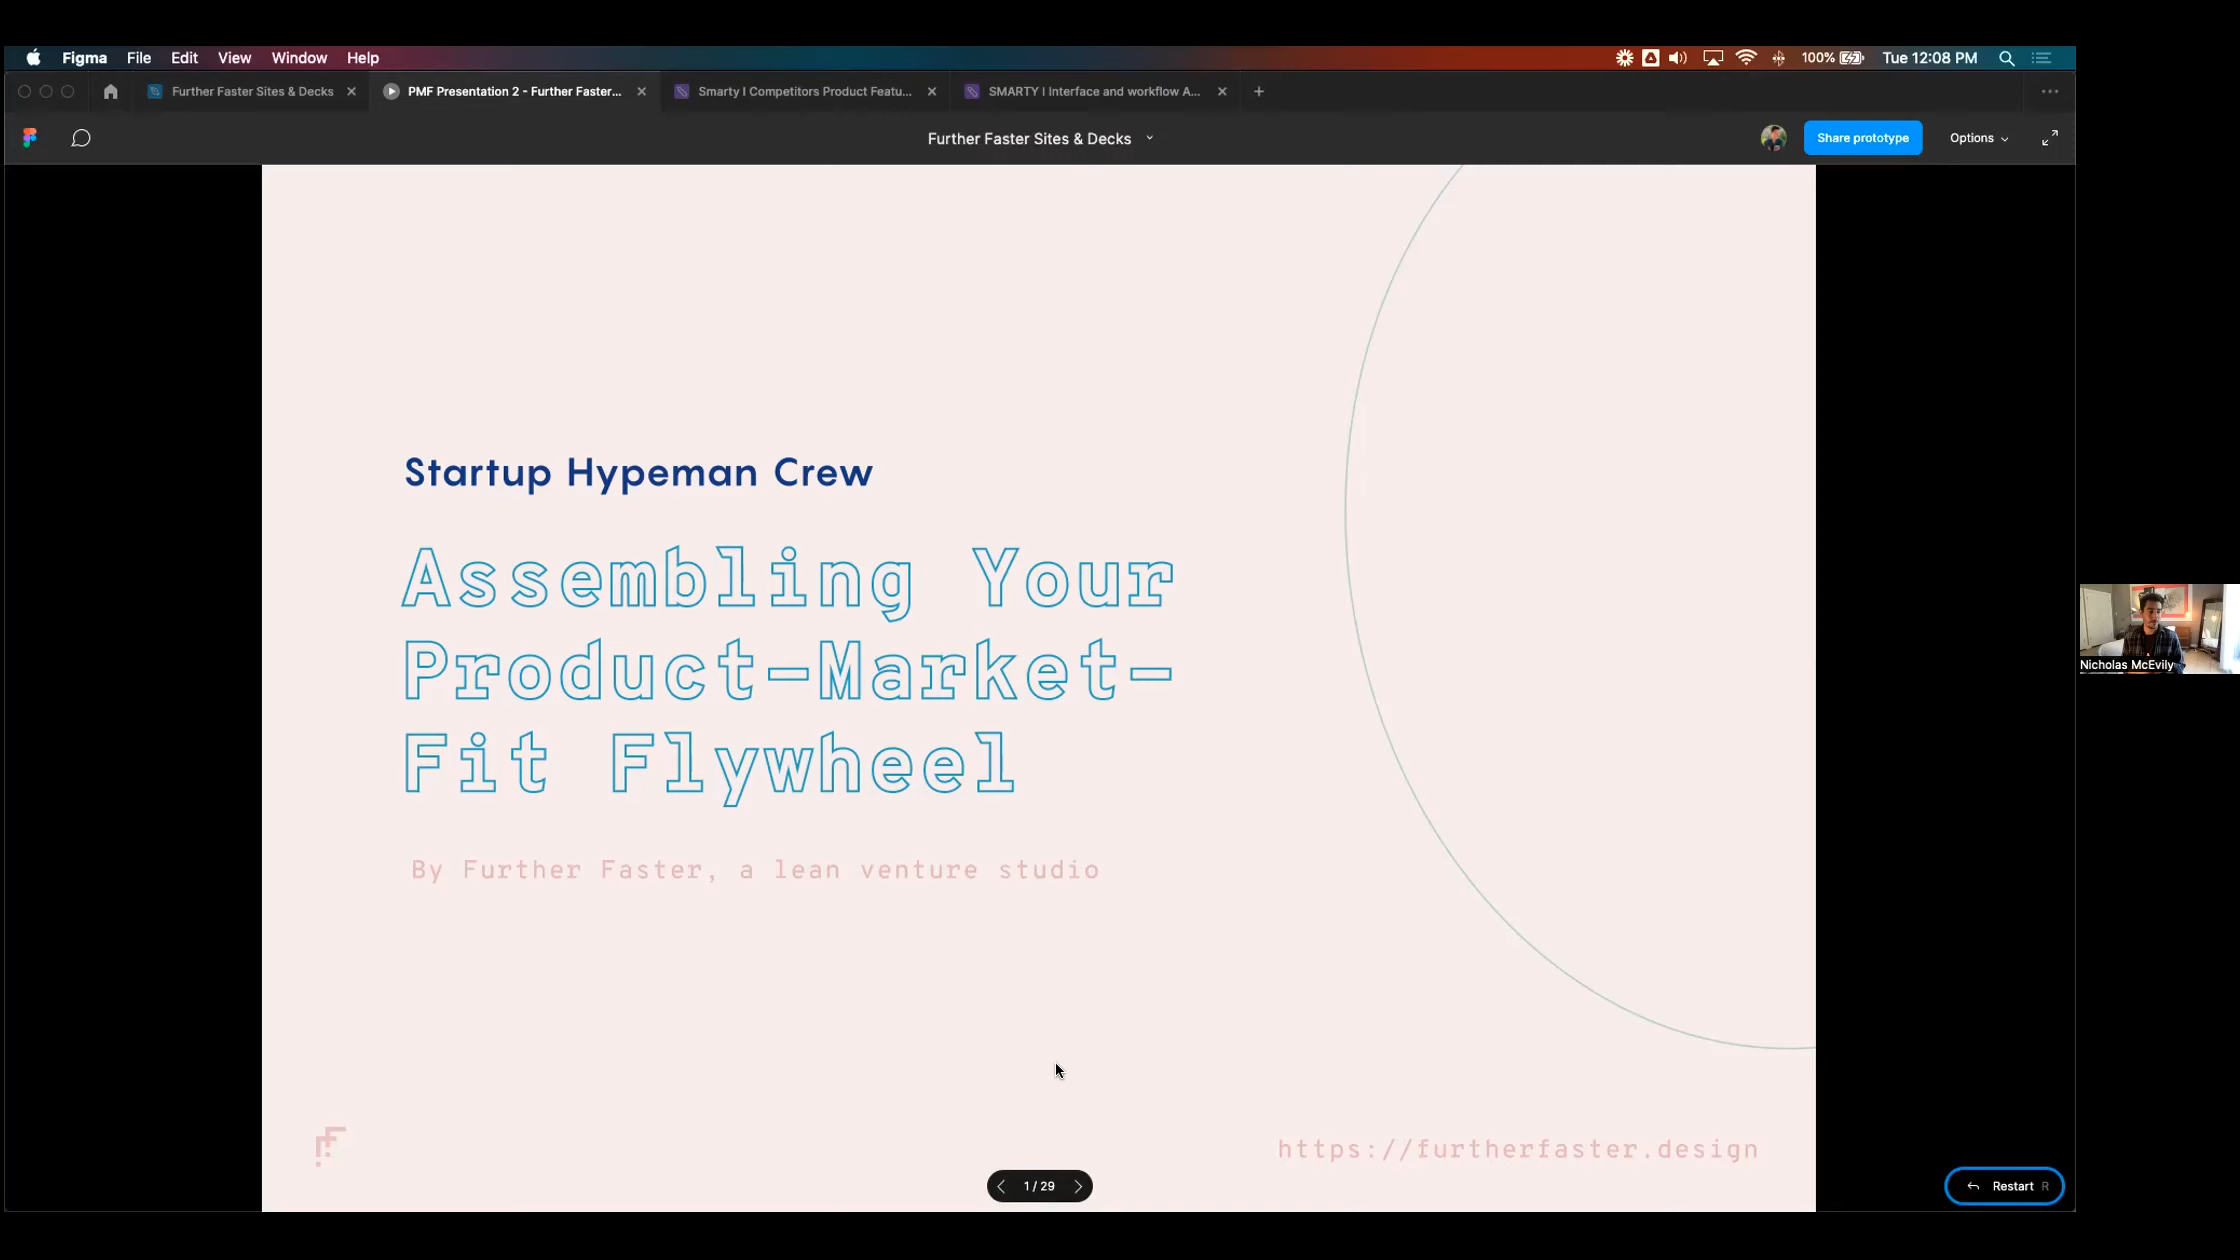 Figma File Edit View Window Help 100% Tue 12:08 PM
Further Faster Sites & Decks PMF Presentation 2 - Further Faster... Smarty I Competitors Product Featu... SMARTY I Interface and workflow A...
Further Faster Sites & Decks Share prototype Options
Startup Hypeman Crew
Assembling Your
Product-Market-
Fit Flywheel
By Further Faster, a lean venture studio
Nicholas McEvily
https://furtherfaster.design
1 / 29
Restart R